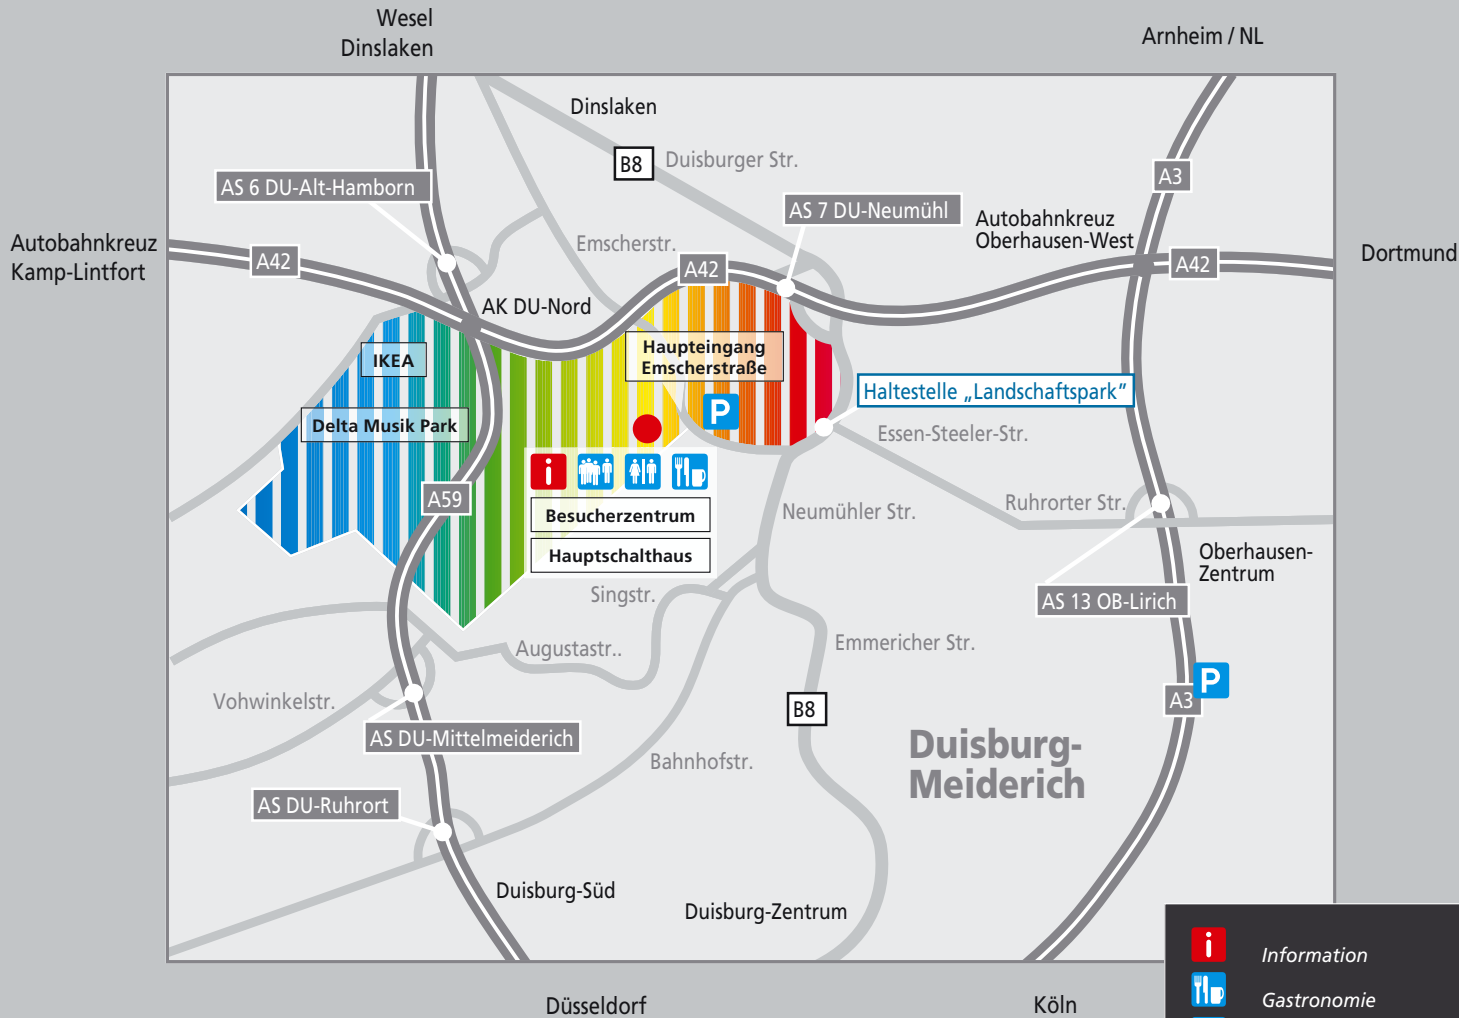 Wesel
Dinslaken
Arnheim / NL
Dinslaken
B8
Duisburger Str.
A3
AS 6 DU-Alt-Hamborn
AS 7 DU-Neumühl
Autobahnkreuz
Oberhausen-West
Autobahnkreuz
Kamp-Lintfort
A42
Emscherstr.
A42
A42
Dortmund
AK DU-Nord
IKEA
Haupteingang
Emscherstraße
Delta Musik Park
P
Haltestelle „Landschaftspark"
Essen-Steeler-Str.
A59
i
Besucherzentrum
Neumühler Str.
Ruhrorter Str.
Hauptschalthaus
Oberhausen-
Zentrum
Singstr.
AS 13 OB-Lirich
Augustastr..
Emmericher Str.
Vohwinkelstr.
A3
P
B8
AS DU-Mittelmeiderich
Duisburg-
Meiderich
Bahnhofstr.
AS DU-Ruhrort
Duisburg-Süd
Duisburg-Zentrum
i
Information
Gastronomie
Düsseldorf
Köln